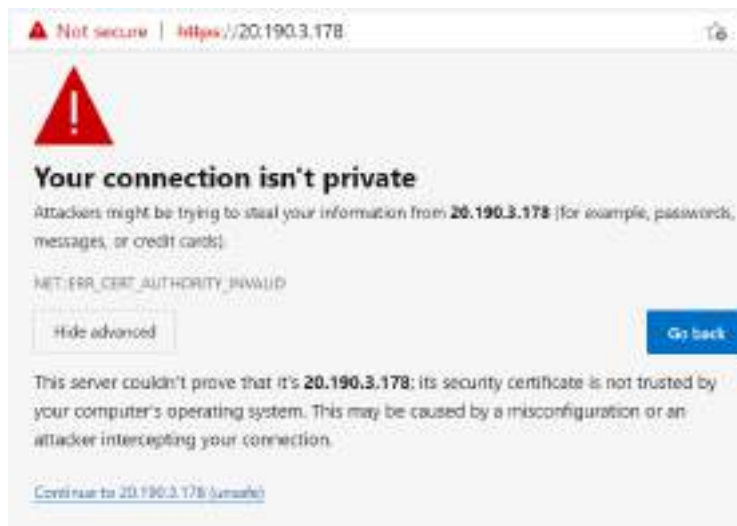 Not secure | https://20.190.3.178
Your connection isn't private
Attackers might be trying to steal your information from 20.190.3.178 (for example, passwords,
messages, or credit cards).
NET::ERR_CERT_AUTHORITY_INVALID
Hide advanced
Go back
This server couldn't prove that it's 20.190.3.178; its security certificate is not trusted by
your computer's operating system. This may be caused by a misconfiguration or an
attacker intercepting your connection.
Continue to 20.190.3.178 (unsafe)